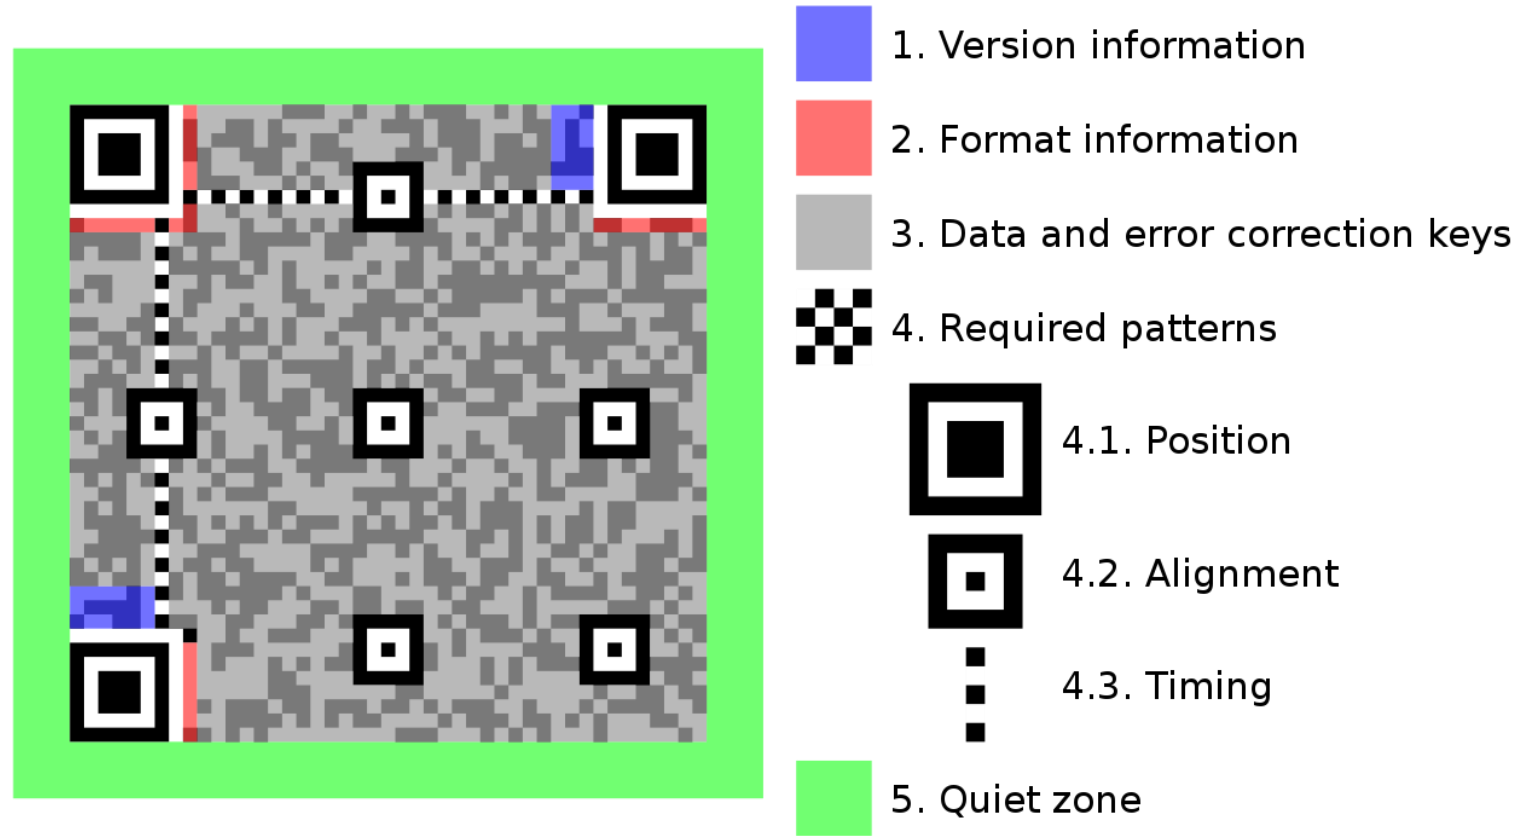 1. Version information
2. Format information
3. Data and error correction keys
4. Required patterns
4.1. Position
4.2. Alignment
4.3. Timing
5. Quiet zone